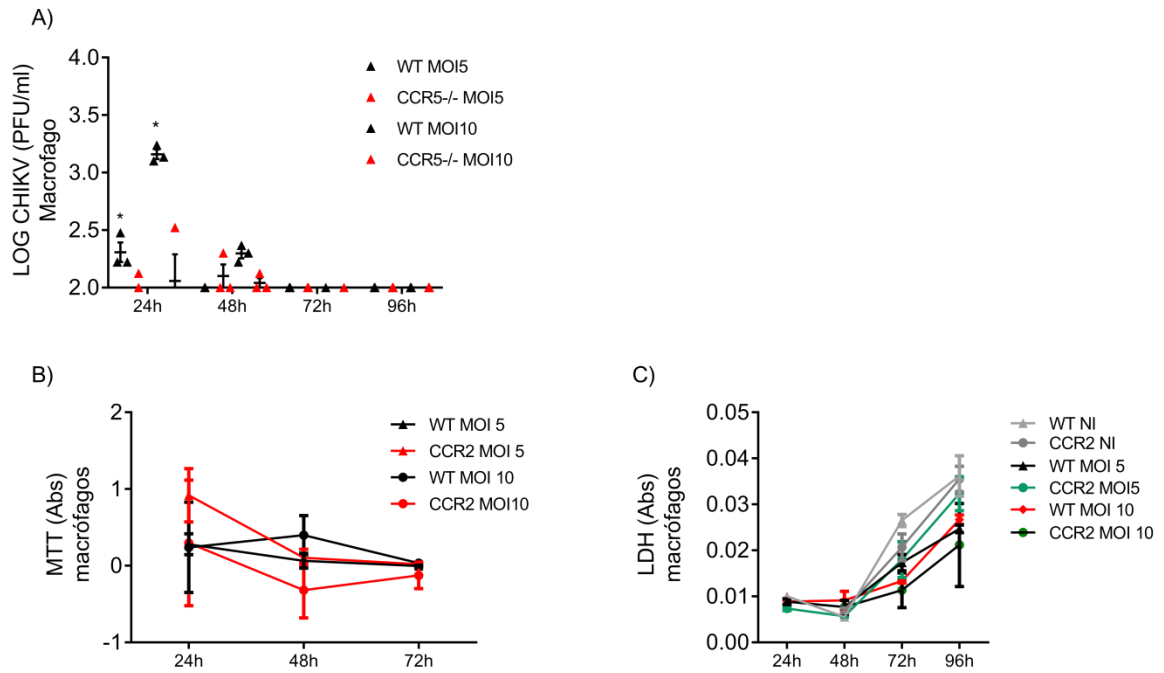 A)
LOG CHIKV (PFU/ml)
Macrofago
4.0
3.5
3.0
2.5
2.0
*
*
24h
48h
72h
96h
WT MOI5
CCR5-/- MOI5
WT MOI10
CCR5-/- MOI10
B)
MTT (Abs)
macrófagos
2
1
0
-1
24h
48h
72h
WT MOI 5
CCR2 MOI 5
WT MOI 10
CCR2 MOI10
C)
LDH (Abs)
macrófagos
0.05
0.04
0.03
0.02
0.01
0.00
24h
48h
72h
96h
WT NI
CCR2 NI
WT MOI 5
CCR2 MOI5
WT MOI 10
CCR2 MOI 10